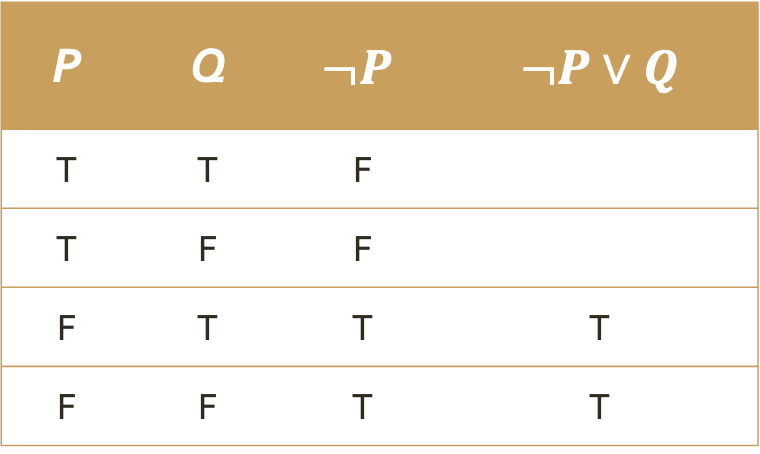 P Q ¬P ¬P ∨ Q
T T F
T F F
F T T T
F F T T